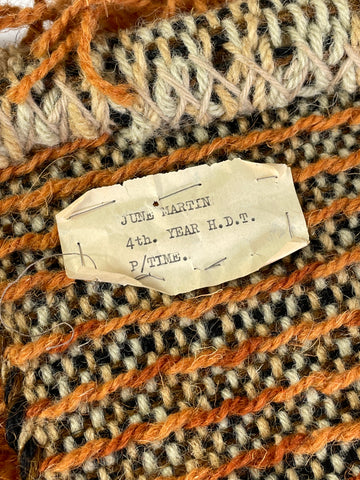 JUNE MARTIN
4th. YEAR H.D.T.
P/TIME.